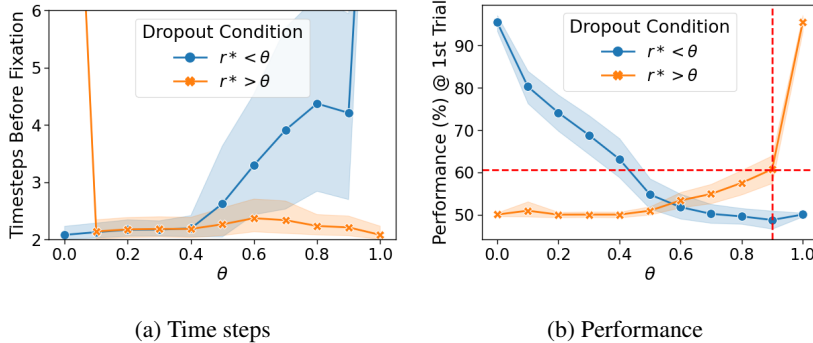 Timesteps Before Fixation
6
5
4
3
2
0.0 0.2 0.4 0.6 0.8 1.0
θ
Dropout Condition
r* < θ
r* > θ
(a) Time steps
Performance (%) @ 1st Trial
90
80
70
60
50
0.0 0.2 0.4 0.6 0.8 1.0
θ
Dropout Condition
r* < θ
r* > θ
(b) Performance